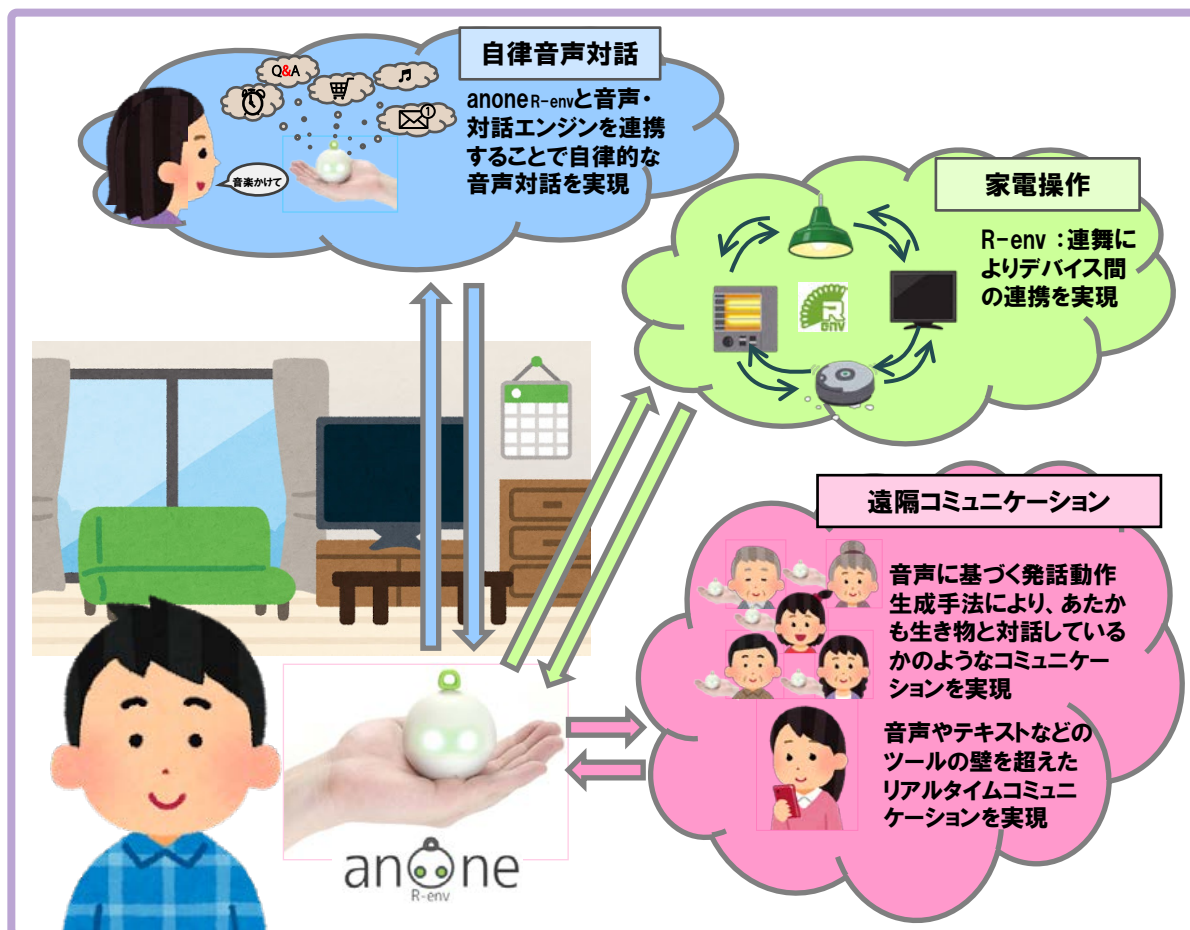 自律音声対話
Q&A
1
anone R-envと音声・
対話エンジンを連携
することで自律的な
音声対話を実現
音楽かけて
家電操作
R-env：連舞に
よりデバイス間
の連携を実現
R
env
遠隔コミュニケーション
音声に基づく発話動作
生成手法により、あたか
も生き物と対話している
かのようなコミュニケー
ションを実現
音声やテキストなどの
ツールの壁を超えた
リアルタイムコミュニ
ケーションを実現
anone
R-env